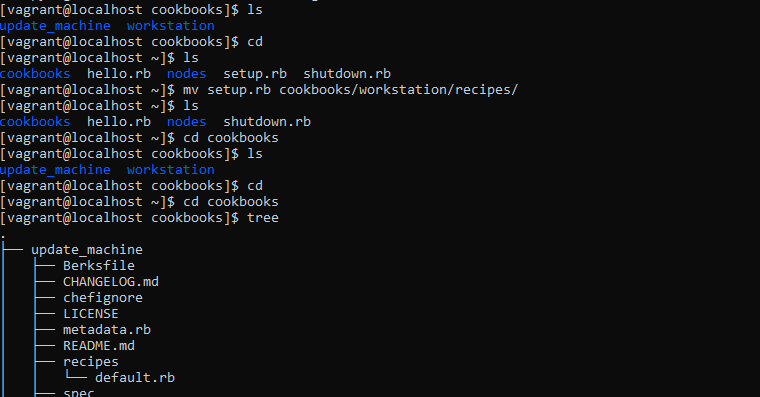 [vagrant@localhost cookbooks]$ ls
update_machine  workstation
[vagrant@localhost cookbooks]$ cd
[vagrant@localhost ~]$ ls
cookbooks  hello.rb  nodes  setup.rb  shutdown.rb
[vagrant@localhost ~]$ mv setup.rb cookbooks/workstation/recipes/
[vagrant@localhost ~]$ ls
cookbooks  hello.rb  nodes  shutdown.rb
[vagrant@localhost ~]$ cd cookbooks
[vagrant@localhost cookbooks]$ ls
update_machine  workstation
[vagrant@localhost cookbooks]$ cd
[vagrant@localhost ~]$ cd cookbooks
[vagrant@localhost cookbooks]$ tree
.
├── update_machine
│   ├── Berksfile
│   ├── CHANGELOG.md
│   ├── chefignore
│   ├── LICENSE
│   ├── metadata.rb
│   ├── README.md
│   ├── recipes
│   │   └── default.rb
│   ├── spec